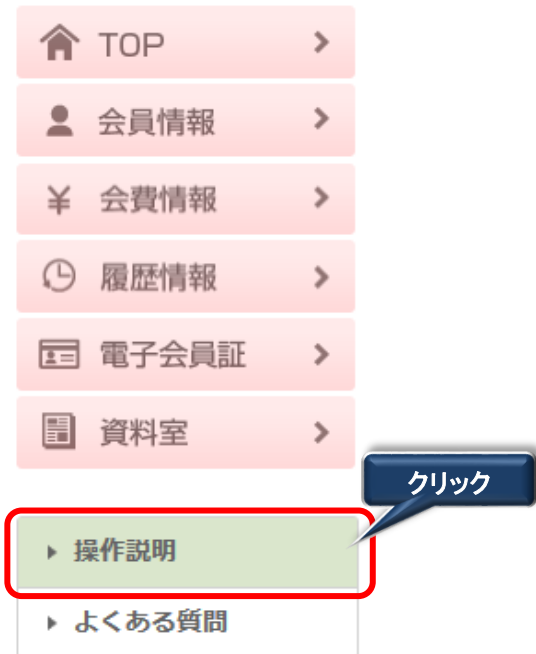 TOP
会員情報
会費情報
履歴情報
電子会員証
資料室
クリック
操作説明
よくある質問